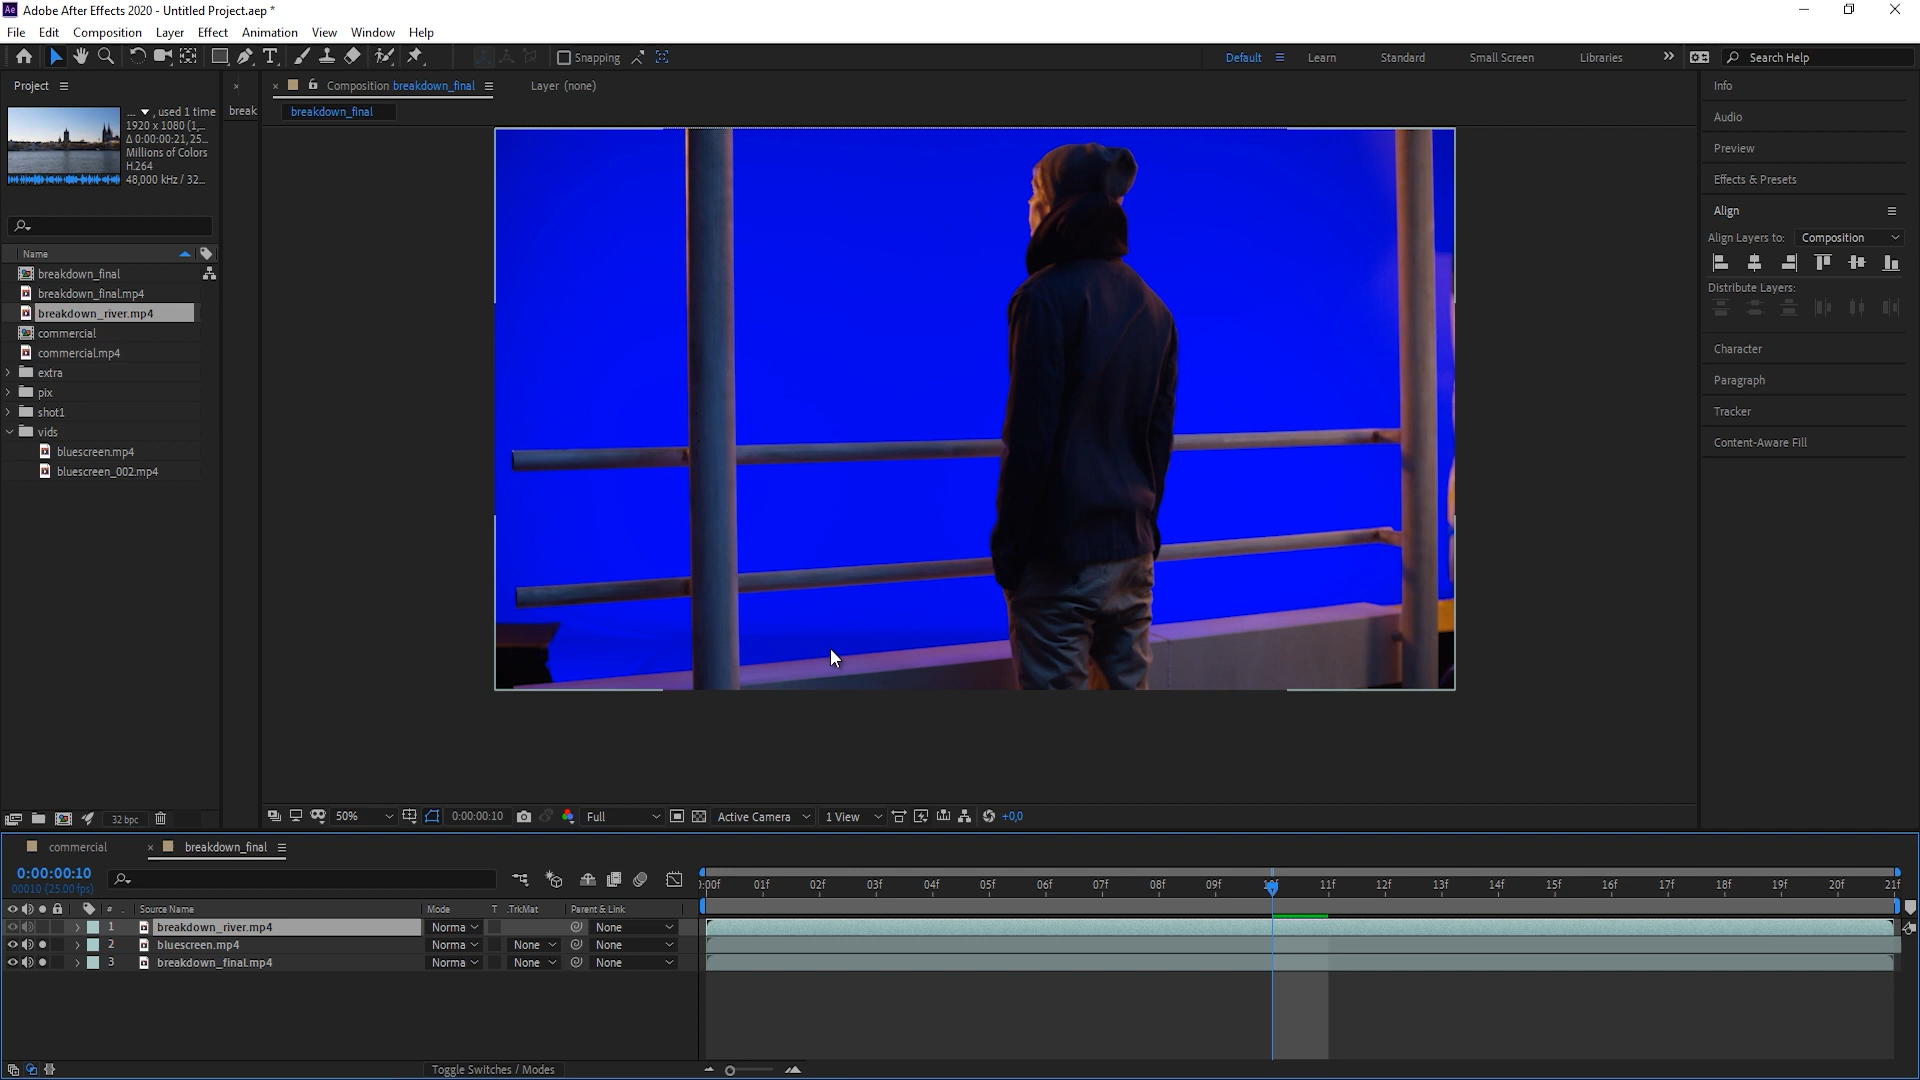 Ae Adobe After Effects 2020 - Untitled Project.aep *
File Edit Composition Layer Effect Animation View Window Help
Snapping Default Learn Standard Small Screen Libraries Search Help
Project
... , used 1 time
1920 x 1080 (1,...
Δ 0:00:00:21, 25...
Millions of Colors
H.264
48,000 kHz / 32...
break
Composition breakdown_final Layer (none)
breakdown_final
Name
breakdown_final
breakdown_final.mp4
breakdown_river.mp4
commercial
commercial.mp4
extra
pix
shot1
vids
bluescreen.mp4
bluescreen_002.mp4
Info
Audio
Preview
Effects & Presets
Align
Align Layers to: Composition
Distribute Layers:
Character
Paragraph
Tracker
Content-Aware Fill
32 bpc
50% 0:00:00:10 Full Active Camera 1 View +0,0
commercial breakdown_final
0:00:00:10
00010 (25.00 fps)
:00f 01f 02f 03f 04f 05f 06f 07f 08f 09f 10f 11f 12f 13f 14f 15f 16f 17f 18f 19f 20f 21f
# Source Name Mode T .TrkMat Parent & Link
1 breakdown_river.mp4 Norma None
2 bluescreen.mp4 Norma None None
3 breakdown_final.mp4 Norma None None
Toggle Switches / Modes